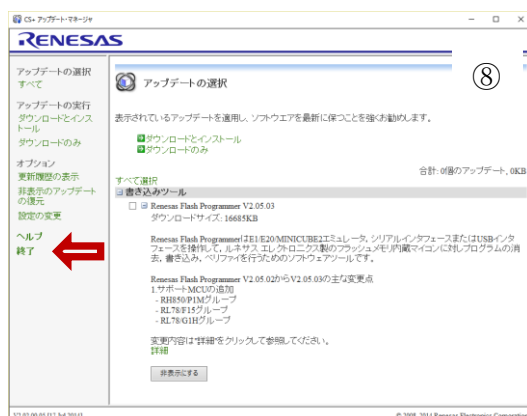 CS+ アップデート・マネージャ
RENESAS
⑧
アップデートの選択
すべて
アップデートの実行
ダウンロードとインス
トール
ダウンロードのみ
オプション
更新履歴の表示
非表示のアップデート
の復元
設定の変更
ヘルプ
終了
アップデートの選択
表示されているアップデートを適用し、ソフトウエアを最新に保つことを強くお勧めします。
ダウンロードとインストール
ダウンロードのみ
合計: 0個のアップデート, 0KB
すべて選択
書き込みツール
Renesas Flash Programmer V2.05.03
ダウンロードサイズ: 16685KB
Renesas Flash ProgrammerはE1/E20/MINICUBE2エミュレータ, シリアルインタフェースまたはUSBインタ
フェースを操作して, ルネサス エレクトロニクス製のフラッシュメモリ内蔵マイコンに対しプログラムの消
去, 書き込み, ベリファイを行うためのソフトウェアツールです。
Renesas Flash Programmer V2.05.02からV2.05.03の主な変更点
1.サポートMCUの追加
- RH850/P1Mグループ
- RL78/F15グループ
- RL78/G1Hグループ
変更内容は"詳細"をクリックして参照してください。
詳細
非表示にする